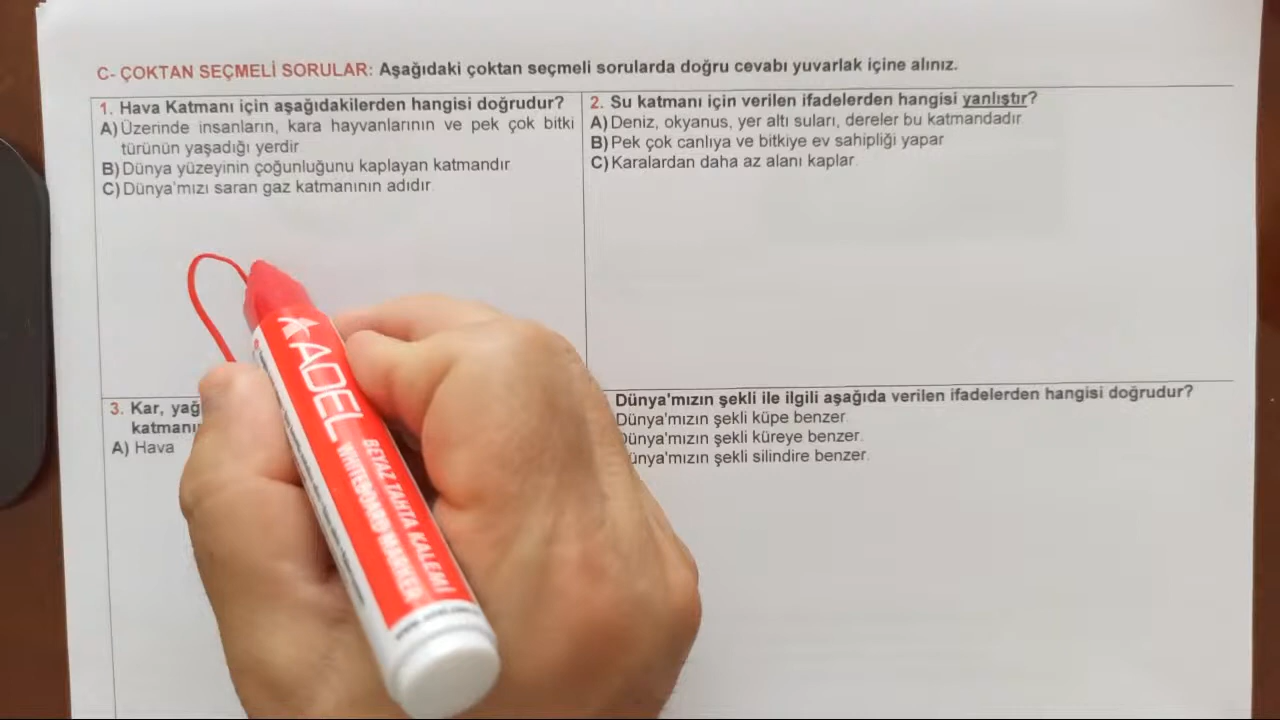 C- ÇOKTAN SEÇMELİ SORULAR: Aşağıdaki çoktan seçmeli sorularda doğru cevabı yuvarlak içine alınız.
1. Hava Katmanı için aşağıdakilerden hangisi doğrudur?
A) Üzerinde insanların, kara hayvanlarının ve pek çok bitki
türünün yaşadığı yerdir
B) Dünya yüzeyinin çoğunluğunu kaplayan katmandır
C) Dünya'mızı saran gaz katmanının adıdır.
2. Su katmanı için verilen ifadelerden hangisi yanlıştır?
A) Deniz, okyanus, yer altı suları, dereler bu katmandadır.
B) Pek çok canlıya ve bitkiye ev sahipliği yapar
C) Karalardan daha az alanı kaplar.
3. Kar, yağ
katmanı
A) Hava
Dünya'mızın şekli ile ilgili aşağıda verilen ifadelerden hangisi doğrudur?
Dünya'mızın şekli küpe benzer.
Dünya'mızın şekli küreye benzer.
Dünya'mızın şekli silindire benzer.
ADEL
BEYAZ TAHTA KALEMİ
WHITEBOARD MARKER